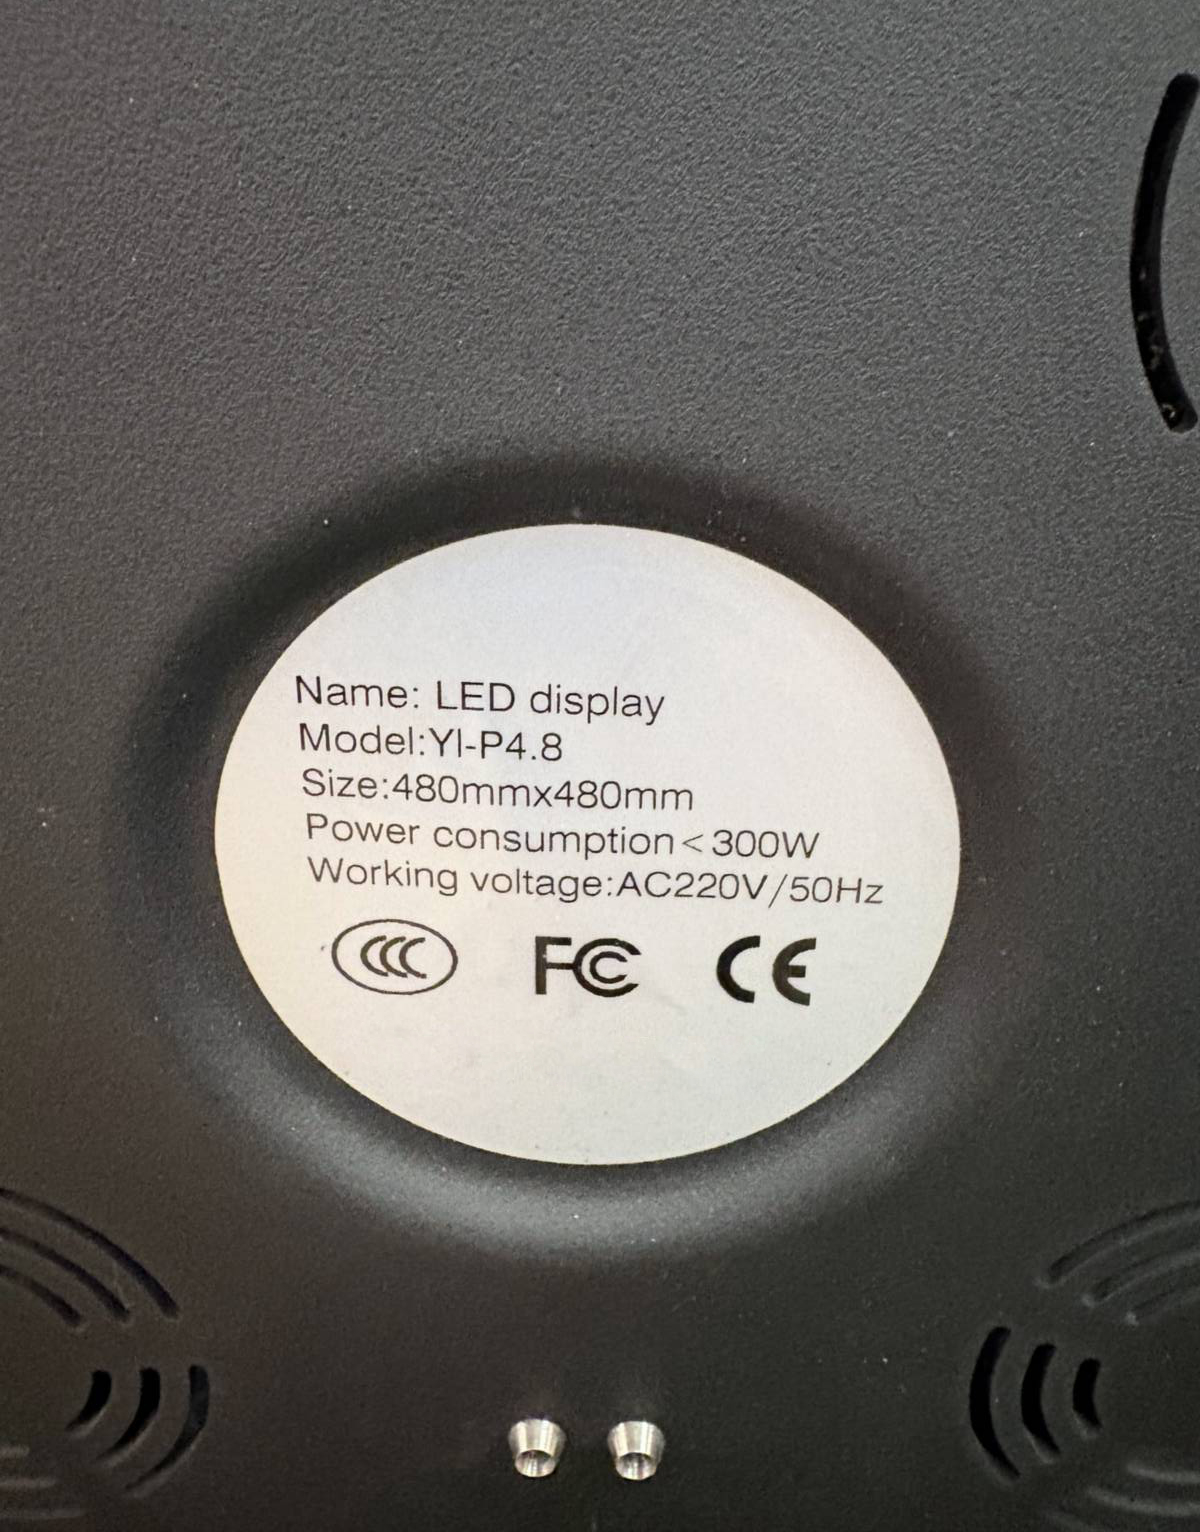 Name: LED display
Model:YI-P4.8
Size:480mmx480mm
Power consumption<300W
Working voltage:AC220V/50Hz
CCC FC CE